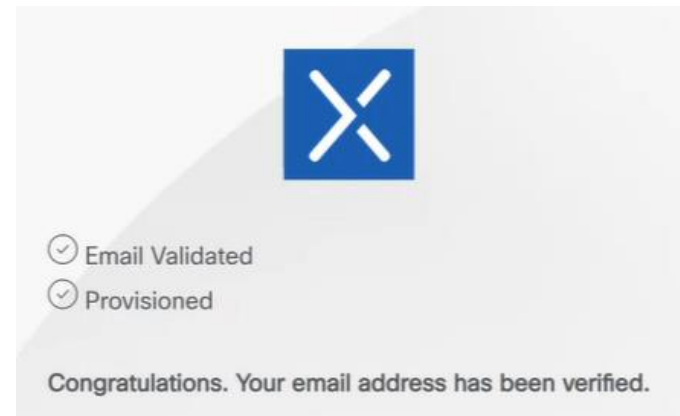 Email Validated
Provisioned
Congratulations. Your email address has been verified.